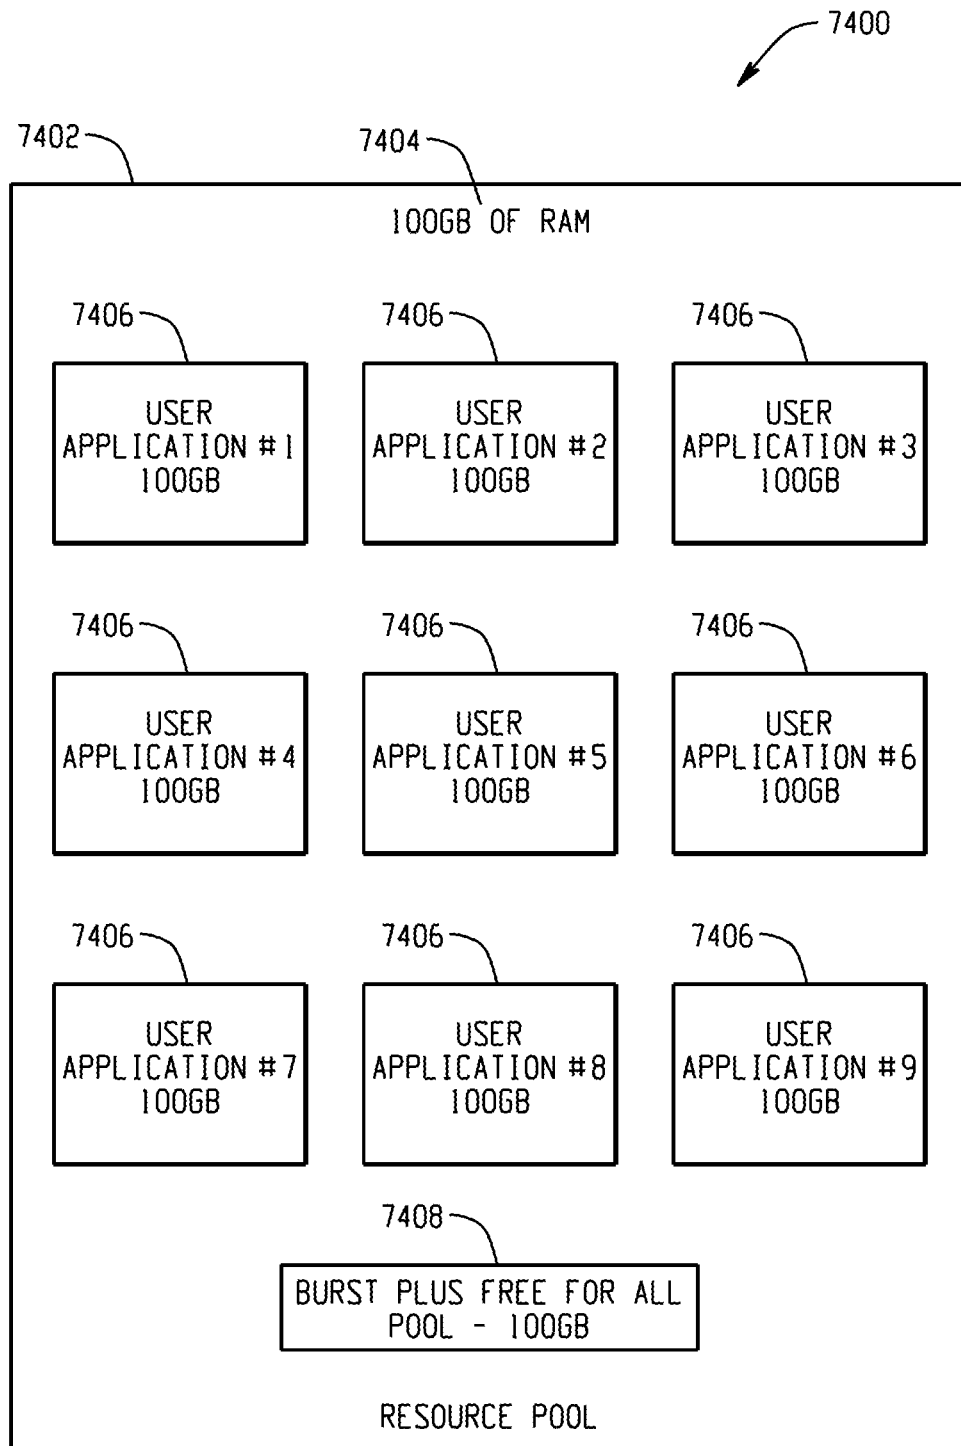 7400
7402
7404
100GB OF RAM
7406
7406
7406
USER
APPLICATION #1
100GB
USER
APPLICATION #2
100GB
USER
APPLICATION #3
100GB
7406
7406
7406
USER
APPLICATION #4
100GB
USER
APPLICATION #5
100GB
USER
APPLICATION #6
100GB
7406
7406
7406
USER
APPLICATION #7
100GB
USER
APPLICATION #8
100GB
USER
APPLICATION #9
100GB
7408
BURST PLUS FREE FOR ALL
POOL - 100GB
RESOURCE POOL